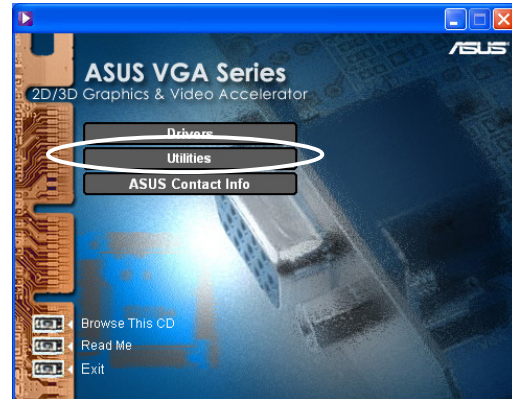 ASUS
ASUS VGA Series
2D/3D Graphics & Video Accelerator
Drivers
Utilities
ASUS Contact Info
Browse This CD
Read Me
Exit